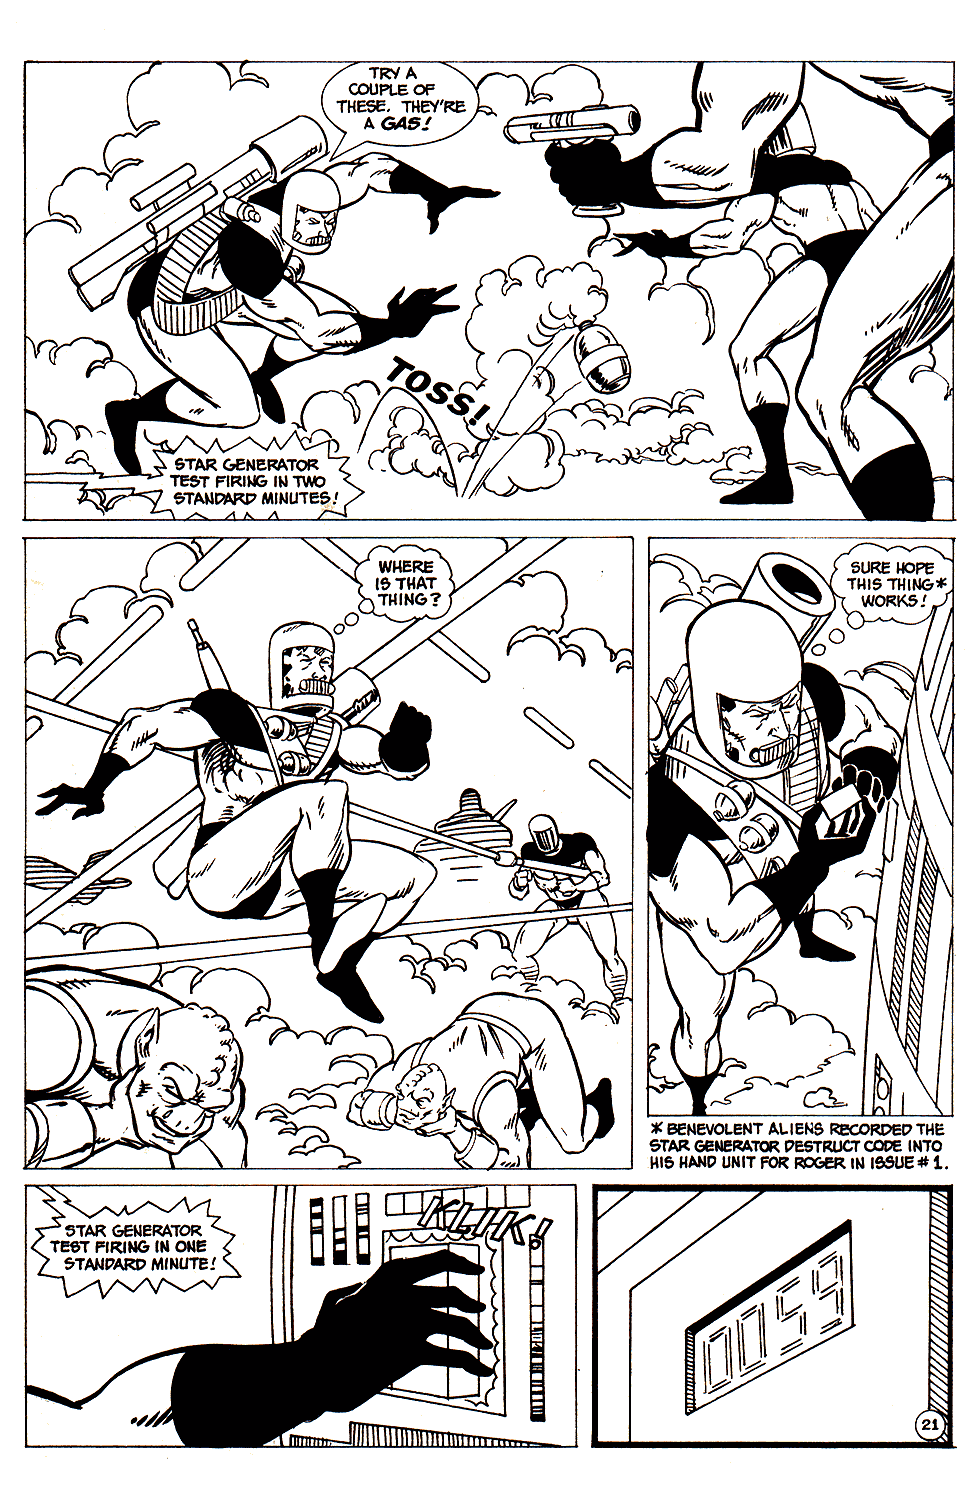 TRY A
COUPLE OF
THESE. THEY'RE
A GAS!
TOSS!
STAR GENERATOR
TEST FIRING IN TWO
STANDARD MINUTES!
WHERE
IS THAT
THING?
SURE HOPE
THIS THING*
WORKS!
* BENEVOLENT ALIENS RECORDED THE
STAR GENERATOR DESTRUCT CODE INTO
HIS HAND UNIT FOR ROGER IN ISSUE #1.
STAR GENERATOR
TEST FIRING IN ONE
STANDARD MINUTE!
KLIHK!
0059
21